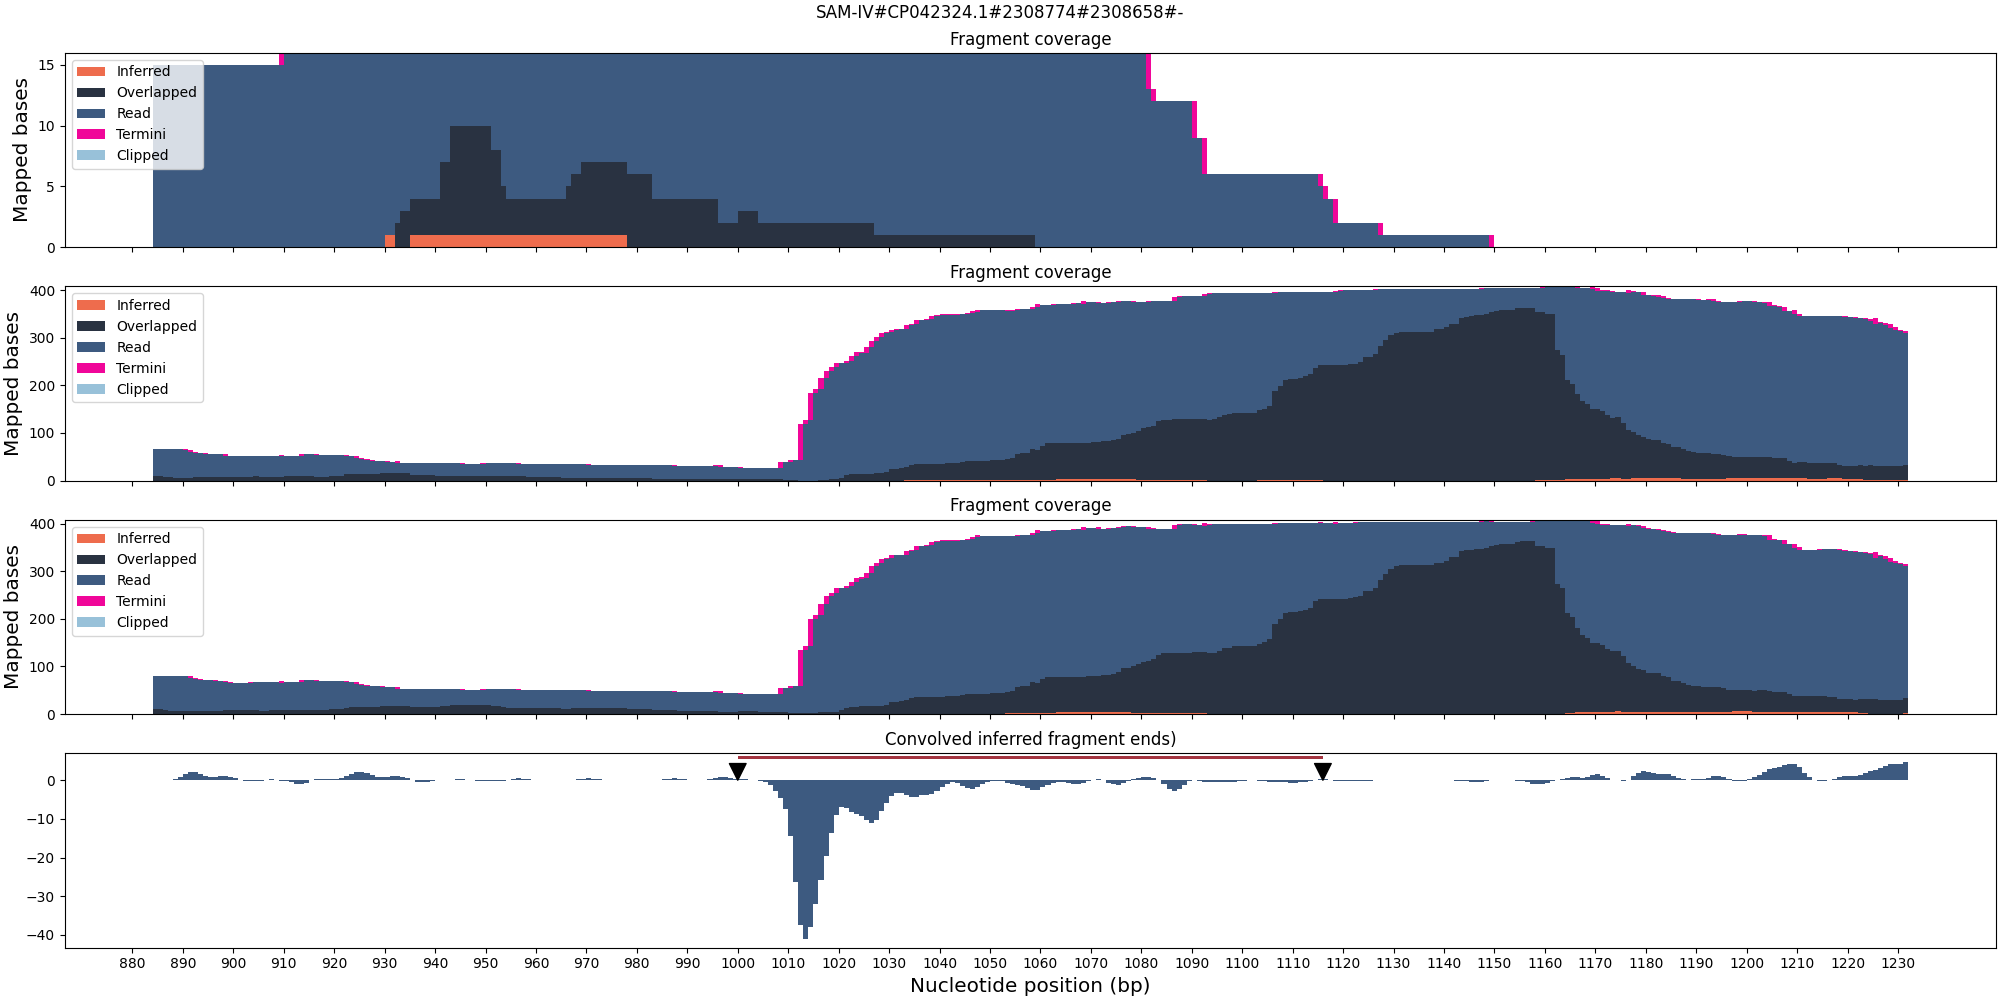 SAM-IV#CP042324.1#2308774#2308658#-
Fragment coverage
Mapped bases
15
10
5
0
Inferred
Overlapped
Read
Termini
Clipped
Fragment coverage
Mapped bases
400
300
200
100
0
Inferred
Overlapped
Read
Termini
Clipped
Fragment coverage
Mapped bases
400
300
200
100
0
Inferred
Overlapped
Read
Termini
Clipped
Convolved inferred fragment ends)
0
−10
−20
−30
−40
880 890 900 910 920 930 940 950 960 970 980 990 1000 1010 1020 1030 1040 1050 1060 1070 1080 1090 1100 1110 1120 1130 1140 1150 1160 1170 1180 1190 1200 1210 1220 1230
Nucleotide position (bp)